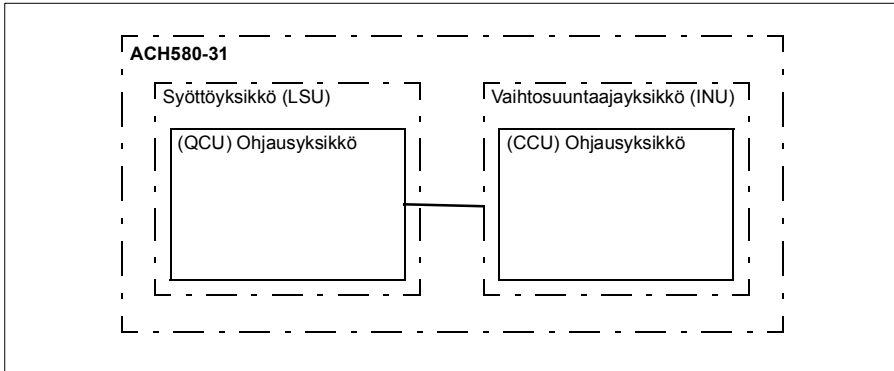 ACH580-31
Syöttöyksikkö (LSU)
Vaihtosuuntaajayksikkö (INU)
(QCU) Ohjausyksikkö
(CCU) Ohjausyksikkö